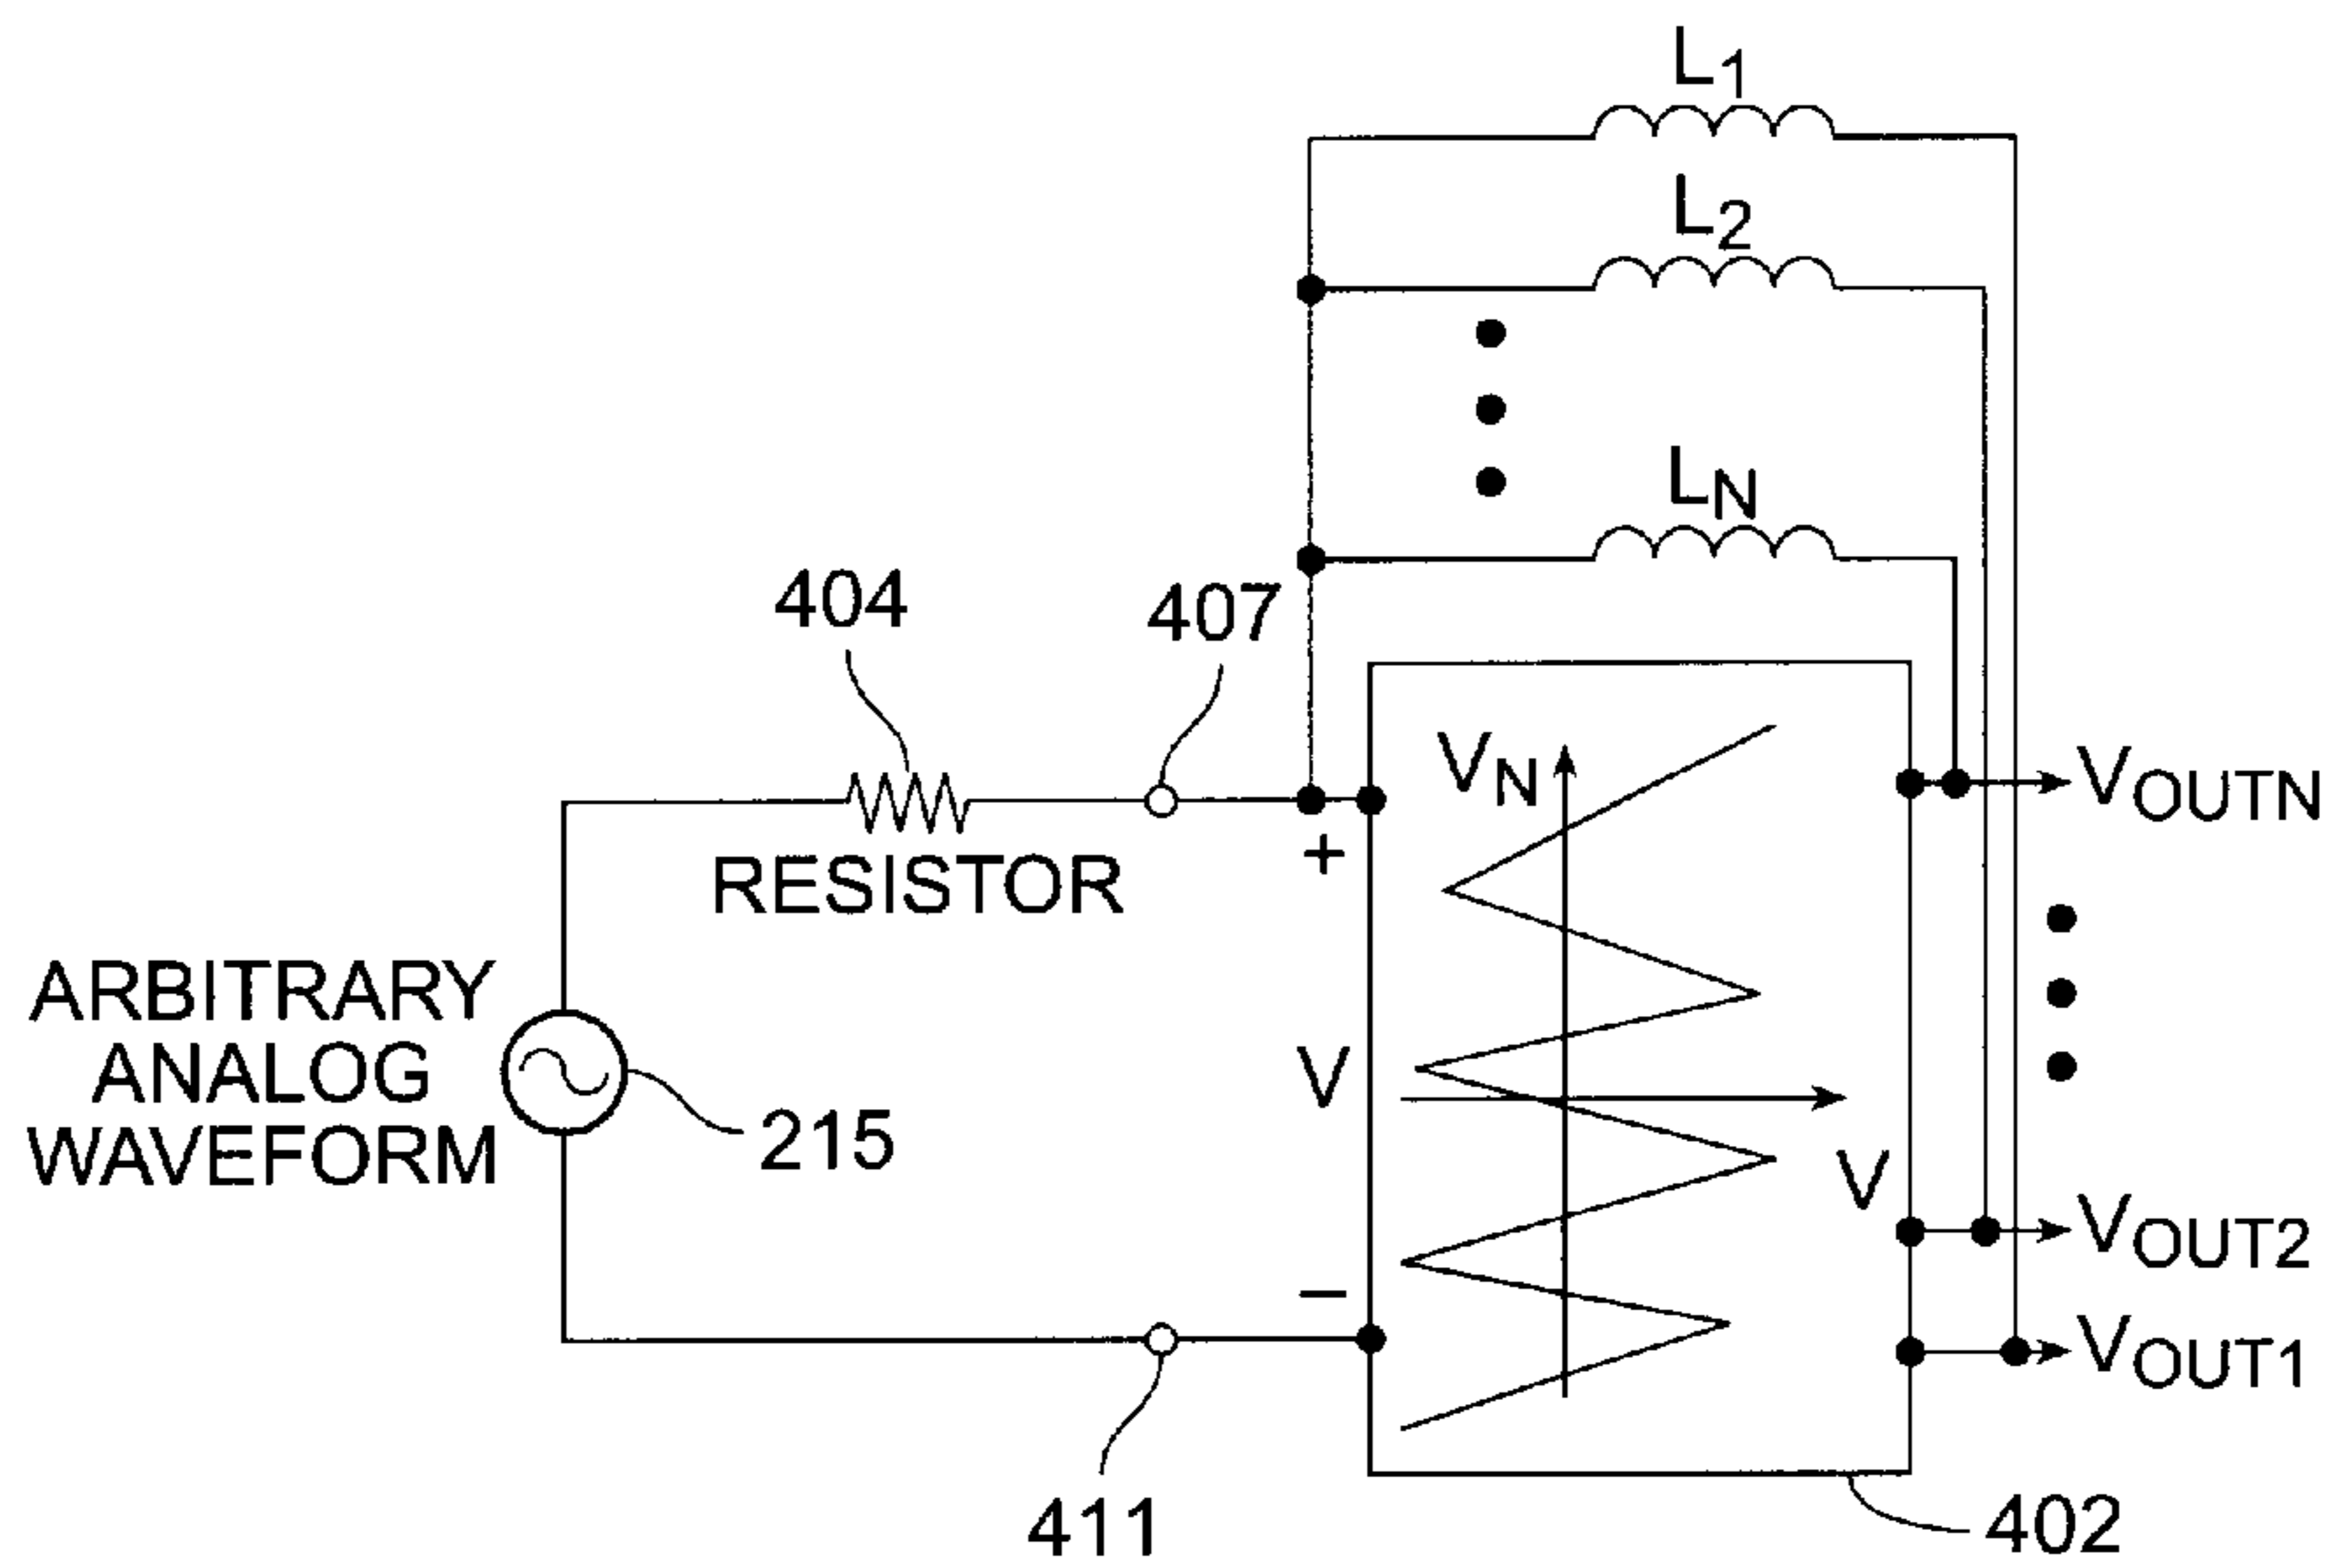 L1
L2
LN
404
407
RESISTOR
+
VN
VOUTN
ARBITRARY
ANALOG
WAVEFORM
215
V
V
–
VOUT2
VOUT1
411
402